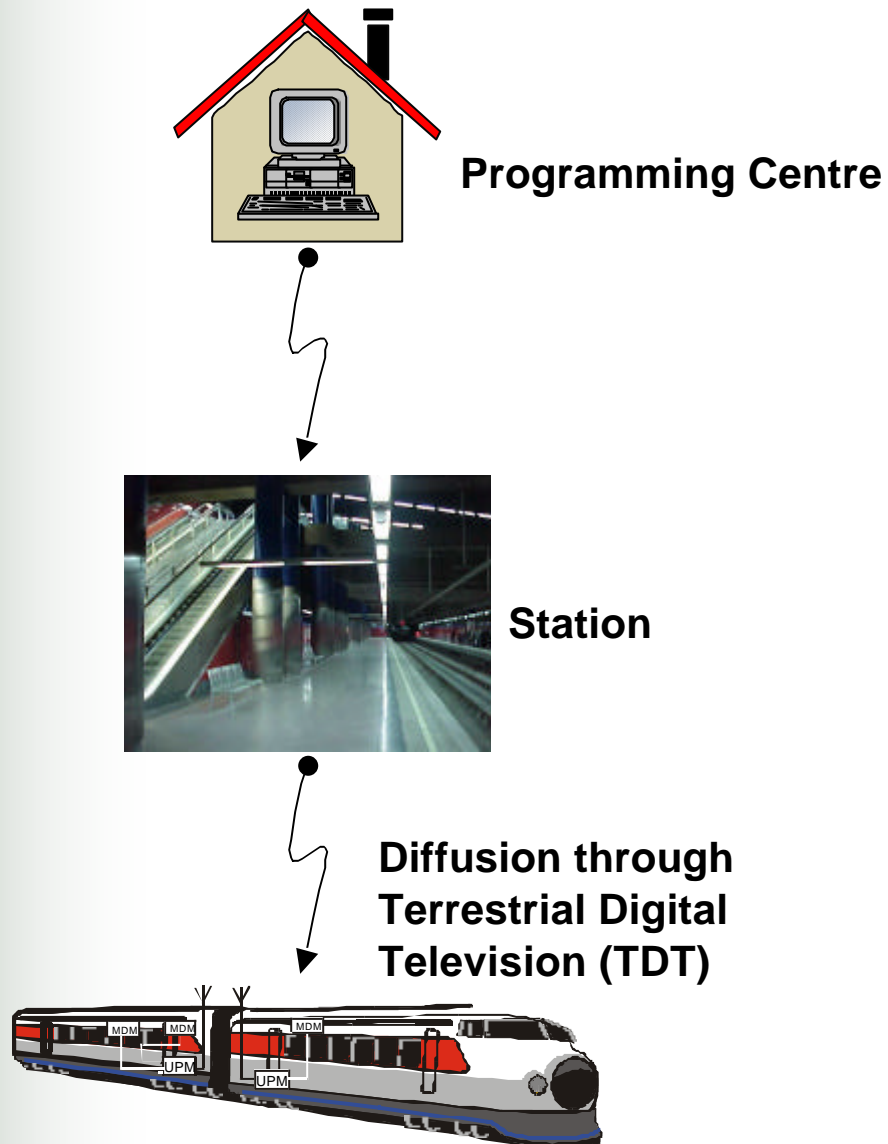 Programming Centre
Station
Diffusion through
Terrestrial Digital
Television (TDT)
MDM
MDM
MDM
UPM
UPM